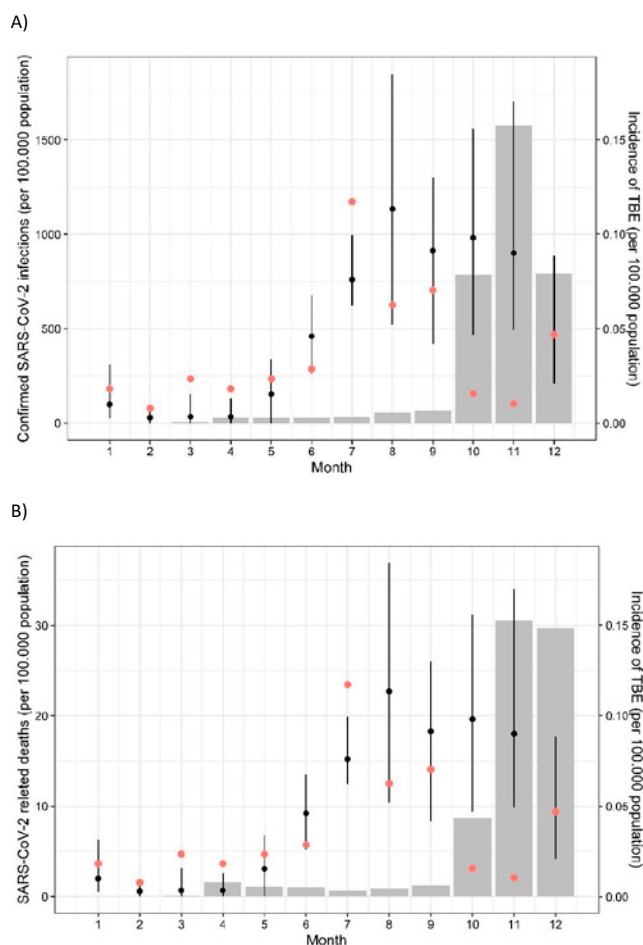 A)
Confirmed SARS-CoV-2 infections (per 100.000 population)
1500
1000
500
0
0.15
0.10
0.05
0.00
Incidence of TBE (per 100.000 population)
1 2 3 4 5 6 7 8 9 10 11 12
Month
B)
SARS-CoV-2 releted deaths (per 100.000 population)
30
20
10
0
0.15
0.10
0.05
0.00
Incidence of TBE (per 100.000 population)
1 2 3 4 5 6 7 8 9 10 11 12
Month